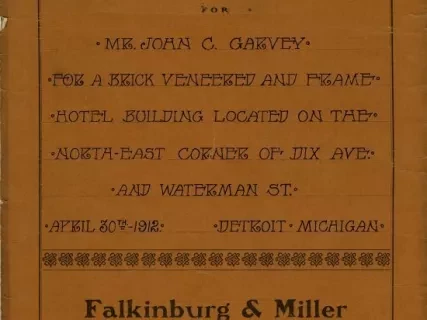 FOR
· MR. JOHN C. GARVEY ·
· FOR A BRICK VENEERED AND FRAME ·
HOTEL BUILDING LOCATED ON THE ·
· NORTH-EAST CORNER OF DIX AVE. ·
· AND WATERMAN ST. ·
· APRIL 30TH - 1912. · DETROIT · MICHIGAN ·
Falkinburg & Miller